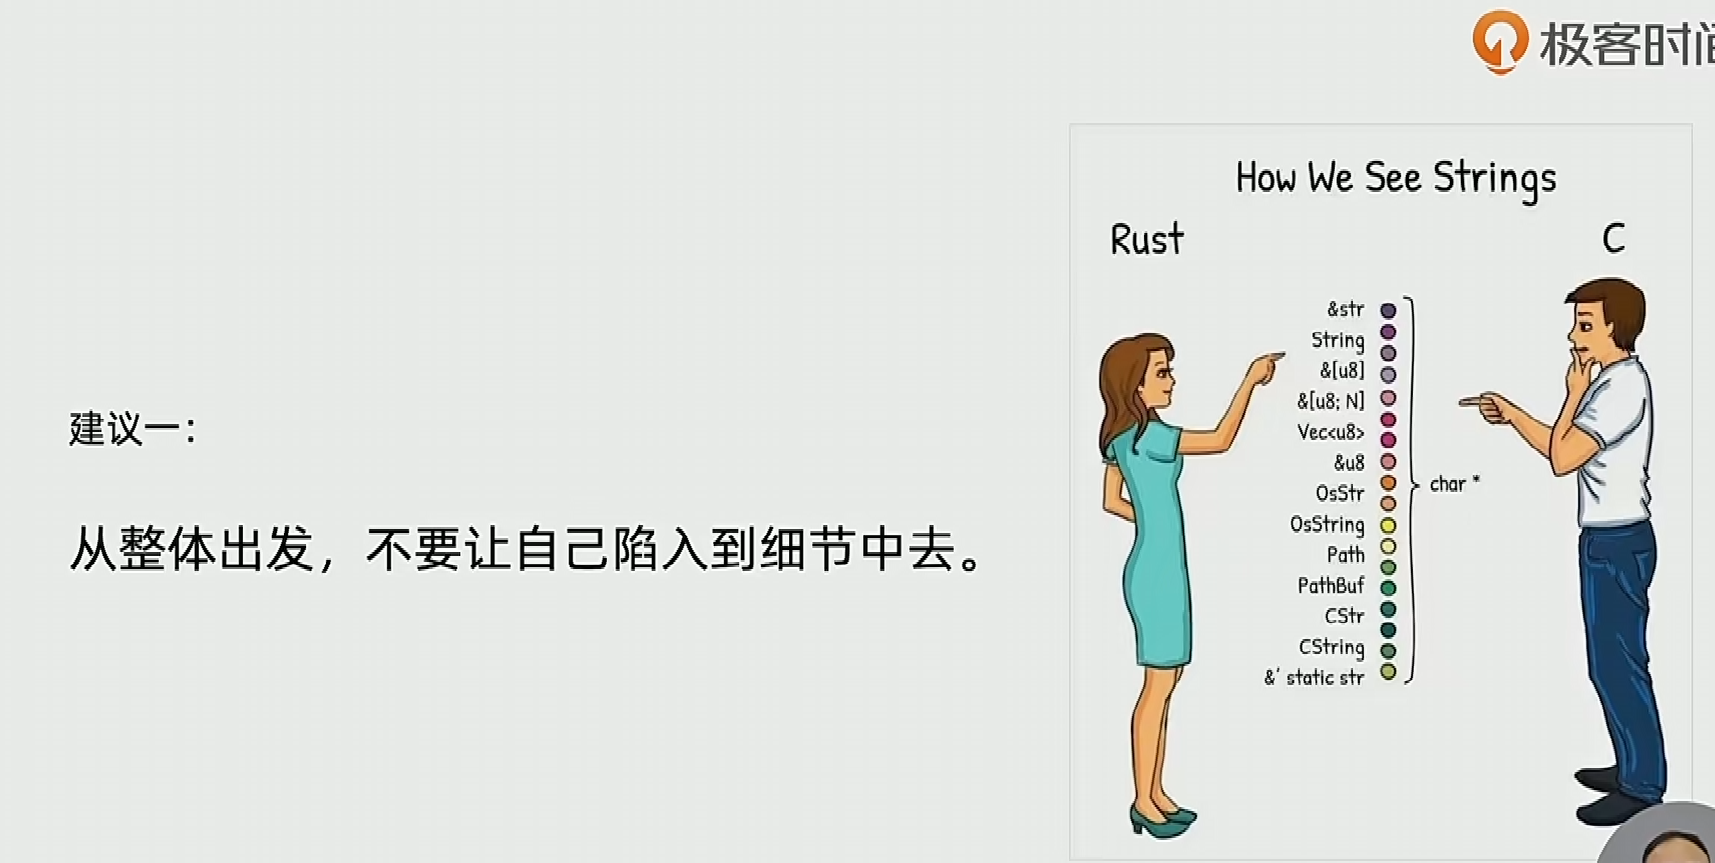 极客时间
建议一：
从整体出发，不要让自己陷入到细节中去。
How We See Strings
Rust
C
&str
String
&[u8]
&[u8; N]
Vec<u8>
&u8
OsStr
OsString
Path
PathBuf
CStr
CString
&' static str
char *